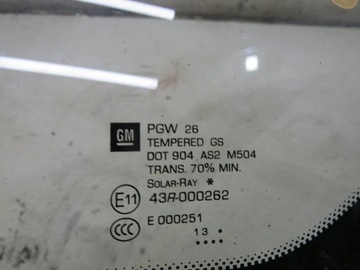 GM
PGW 26
TEMPERED GS
DOT 904 AS2 M504
TRANS. 70% MIN.
SOLAR-RAY *
E11 43R-000262
CCC E 000251
13